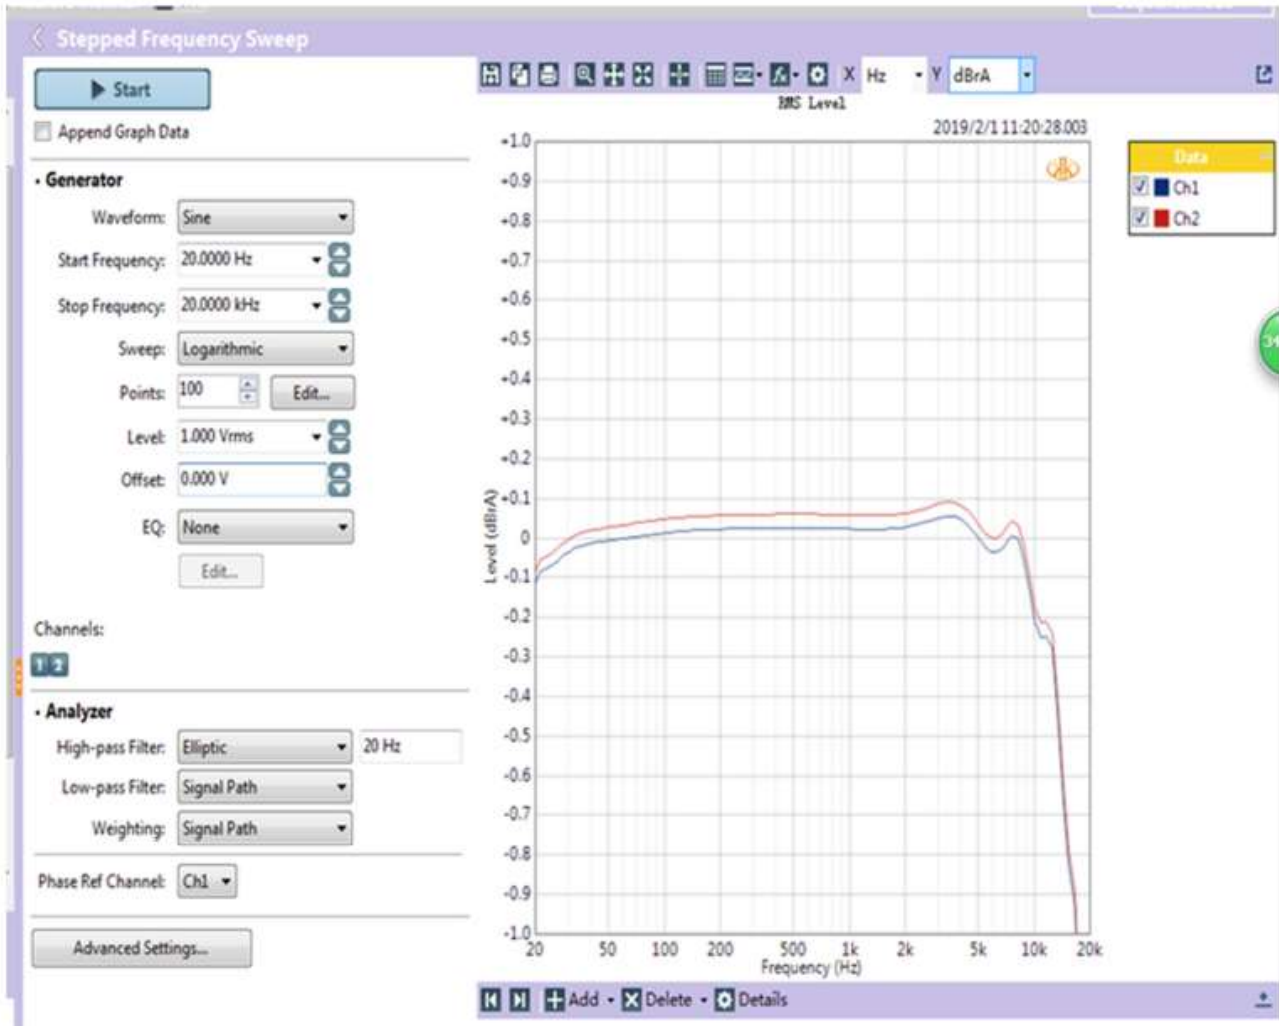 Stepped Frequency Sweep
Start
Append Graph Data
Generator
Waveform: Sine
Start Frequency: 20.0000 Hz
Stop Frequency: 20.0000 kHz
Sweep: Logarithmic
Points: 100 Edit...
Level: 1.000 Vrms
Offset: 0.000 V
EQ: None
Edit...
Channels:
1 2
Analyzer
High-pass Filter: Elliptic 20 Hz
Low-pass Filter: Signal Path
Weighting: Signal Path
Phase Ref Channel: Ch1
Advanced Settings...
X Hz Y dBrA
RMS Level
2019/2/1 11:20:28.003
+1.0
+0.9
+0.8
+0.7
+0.6
+0.5
+0.4
+0.3
+0.2
+0.1
0
-0.1
-0.2
-0.3
-0.4
-0.5
-0.6
-0.7
-0.8
-0.9
-1.0
Level (dBrA)
20 50 100 200 500 1k 2k 5k 10k 20k
Frequency (Hz)
Data
Ch1
Ch2
Add Delete Details